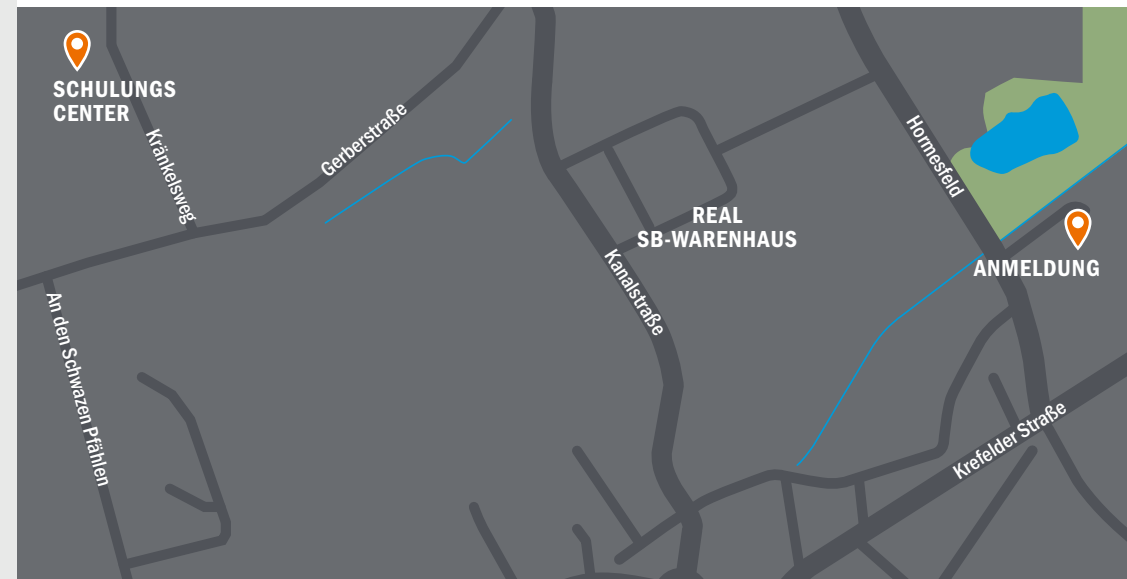 SCHULUNGS
CENTER
Kränkelsweg
Gerberstraße
Hormesfeld
REAL
SB-WARENHAUS
ANMELDUNG
Kanalstraße
An den Schwazen Pfählen
Krefelder Straße